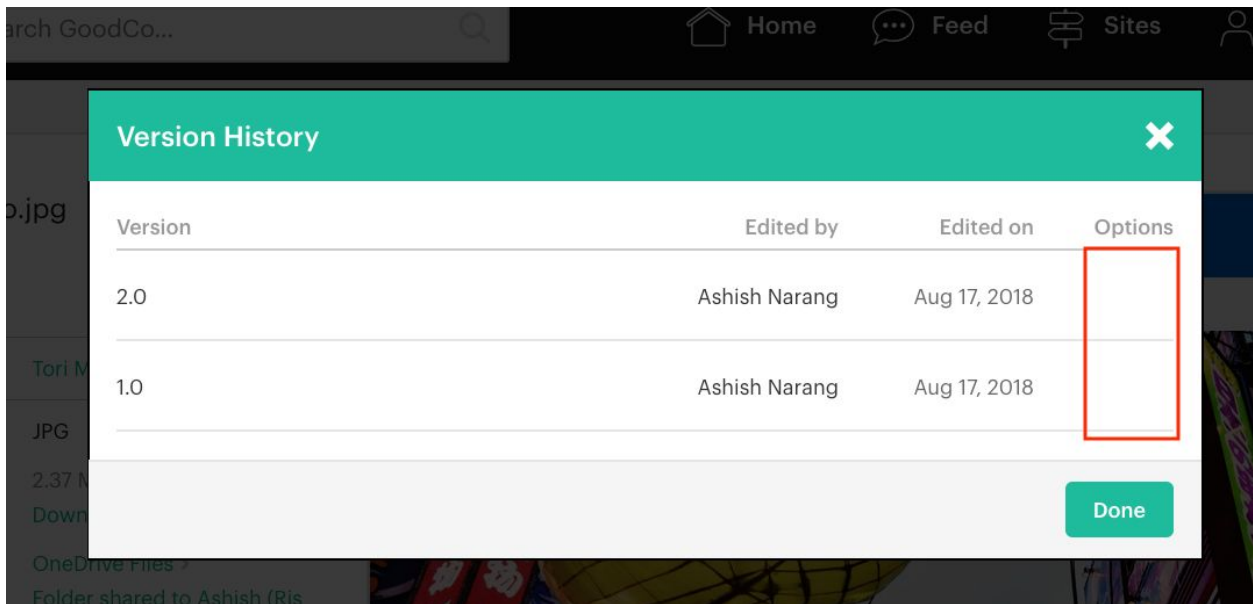 arch GoodCo...
Home
Feed
Sites
Version History
.jpg
Version
Edited by
Edited on
Options
2.0
Ashish Narang
Aug 17, 2018
Tori M
1.0
Ashish Narang
Aug 17, 2018
JPG
2.37 M
Down
Done
OneDrive Files
Folder shared to Ashish (Ris